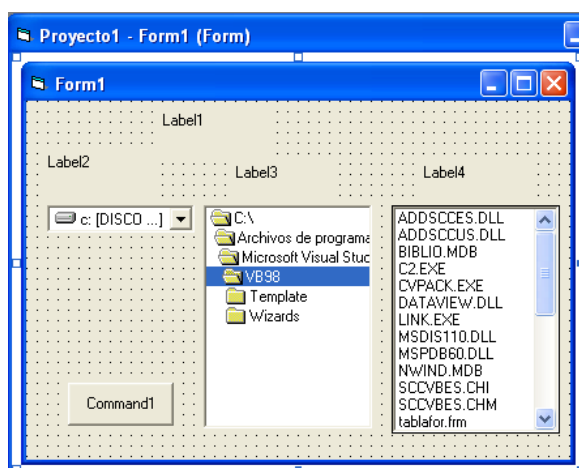 Proyecto1 - Form1 (Form)
Form1
Label1
Label2
Label3
Label4
c: [DISCO ...]
C:\
Archivos de programa
Microsoft Visual Stuc
VB98
Template
Wizards
ADDSCCES.DLL
ADDSCCUS.DLL
BIBLIO.MDB
C2.EXE
CVPACK.EXE
DATAVIEW.DLL
LINK.EXE
MSDIS110.DLL
MSPDB60.DLL
NWIND.MDB
SCCVBES.CHI
SCCVBES.CHM
tablafor.frm
Command1